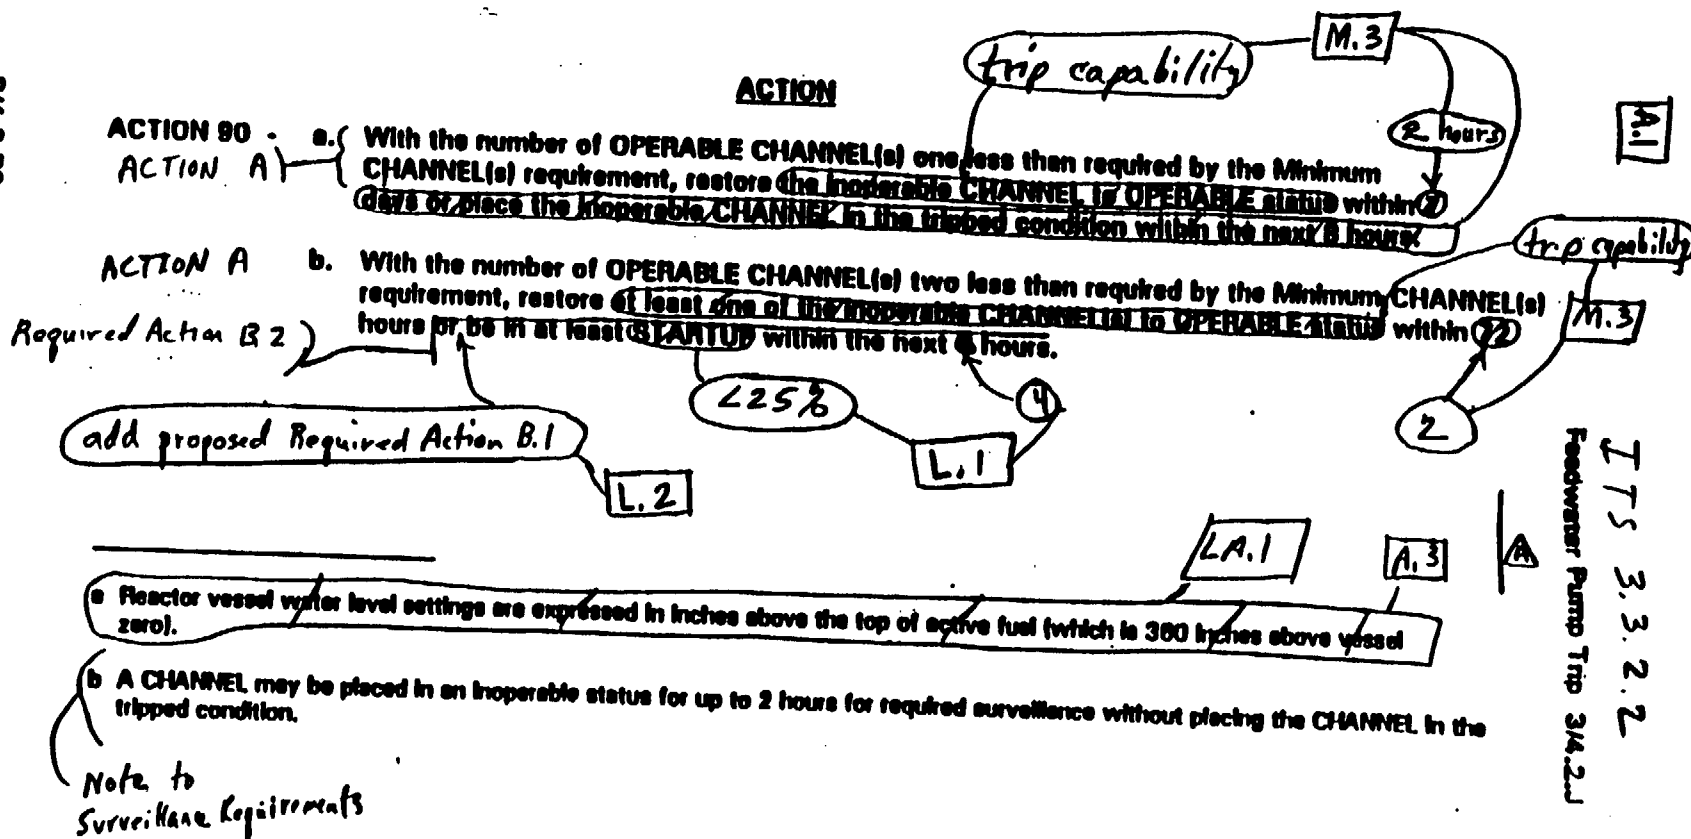 trip capability
M.3
ACTION
A.1
2 hours
ACTION 90 - a. With the number of OPERABLE CHANNEL(s) one less than required by the Minimum
ACTION A CHANNEL(s) requirement, restore the inoperable CHANNEL to OPERABLE status within 7
days or place the inoperable CHANNEL in the tripped condition within the next 8 hours.
trip capability
ACTION A b. With the number of OPERABLE CHANNEL(s) two less than required by the Minimum CHANNEL(s)
requirement, restore at least one of the inoperable CHANNEL(s) to OPERABLE status within 72
M.3
Required Action B 2 hours or be in at least STARTUP within the next hours.
<25%
4
2
add proposed Required Action B.1
L.1
L.2
ITS 3.3.2.2
Feedwater Pump Trip 3/4.2.J
LA.1
A.3
A
a Reactor vessel water level settings are expressed in inches above the top of active fuel (which is 360 inches above vessel
zero).
b A CHANNEL may be placed in an inoperable status for up to 2 hours for required surveillance without placing the CHANNEL in the
tripped condition.
Note to
Surveillance Requirements